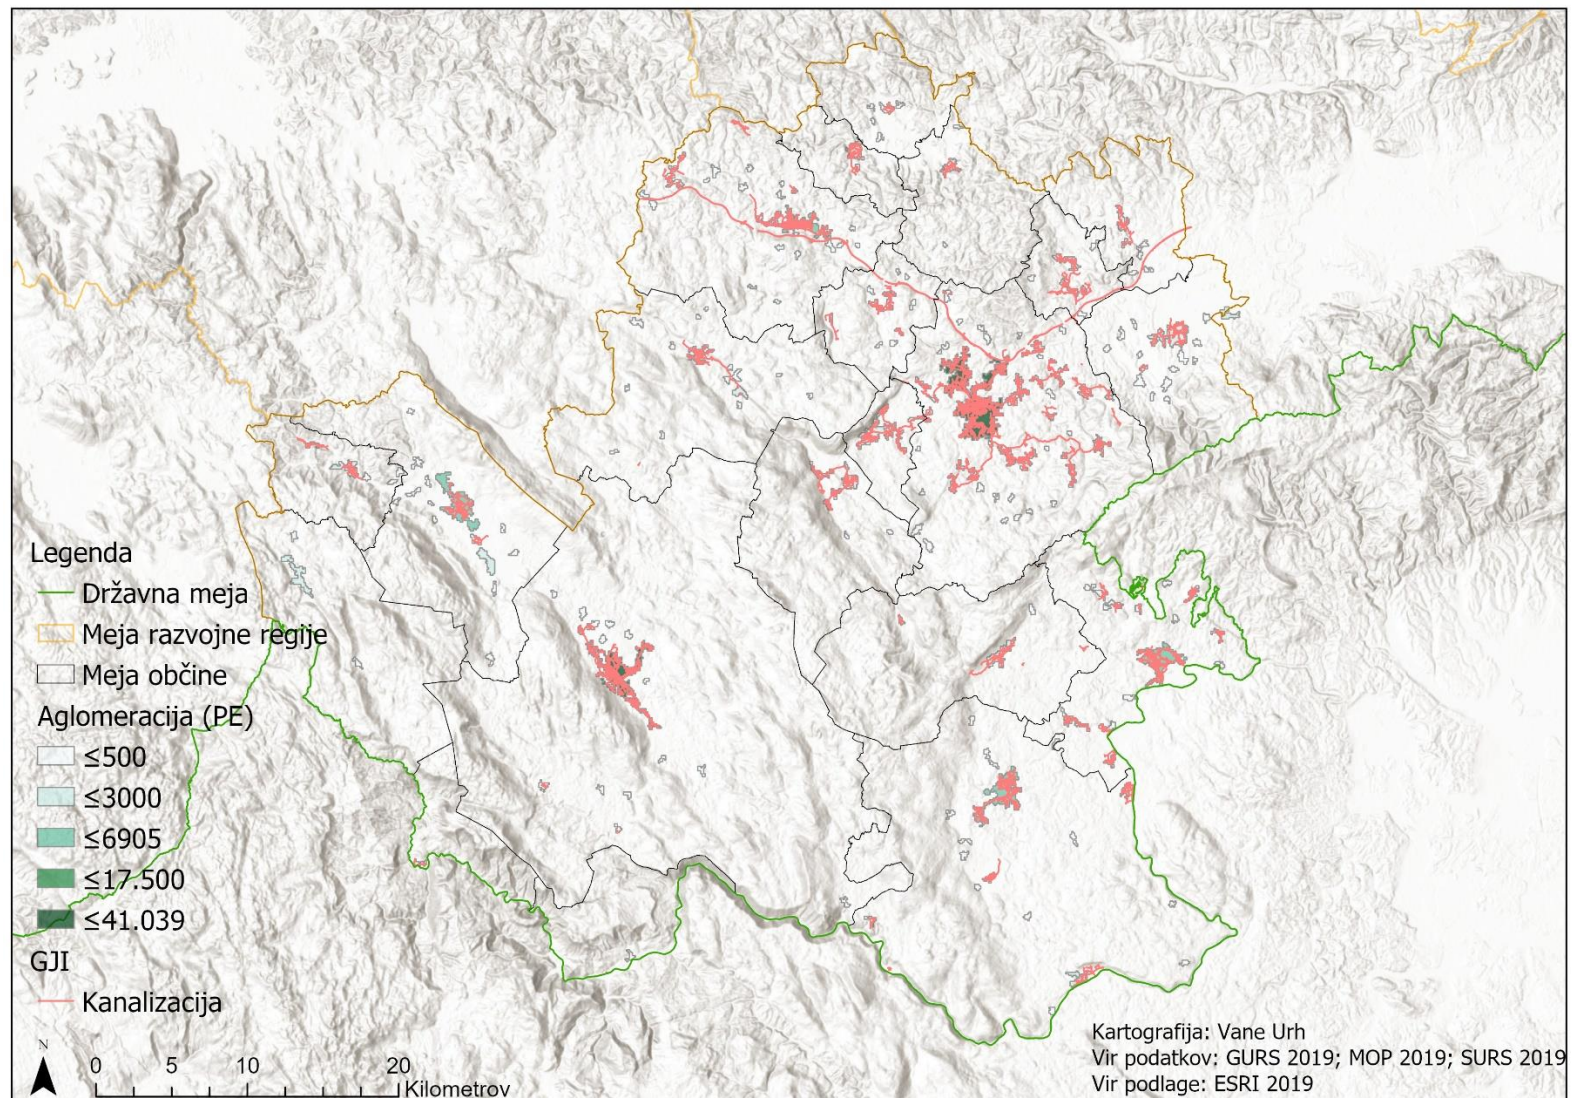 Legenda
Državna meja
Meja razvojne regije
Meja občine
Aglomeracija (PE)
≤500
≤3000
≤6905
≤17.500
≤41.039
GJI
Kanalizacija
N
0 5 10 20
Kilometrov
Kartografija: Vane Urh
Vir podatkov: GURS 2019; MOP 2019; SURS 2019
Vir podlage: ESRI 2019